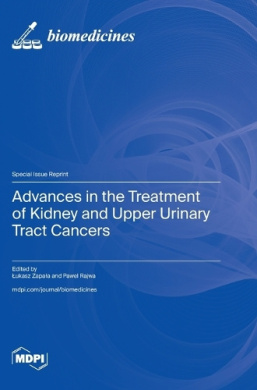 biomedicines
Special Issue Reprint
Advances in the Treatment
of Kidney and Upper Urinary
Tract Cancers
Edited by
Łukasz Zapała and Paweł Rajwa
mdpi.com/journal/biomedicines
MDPI